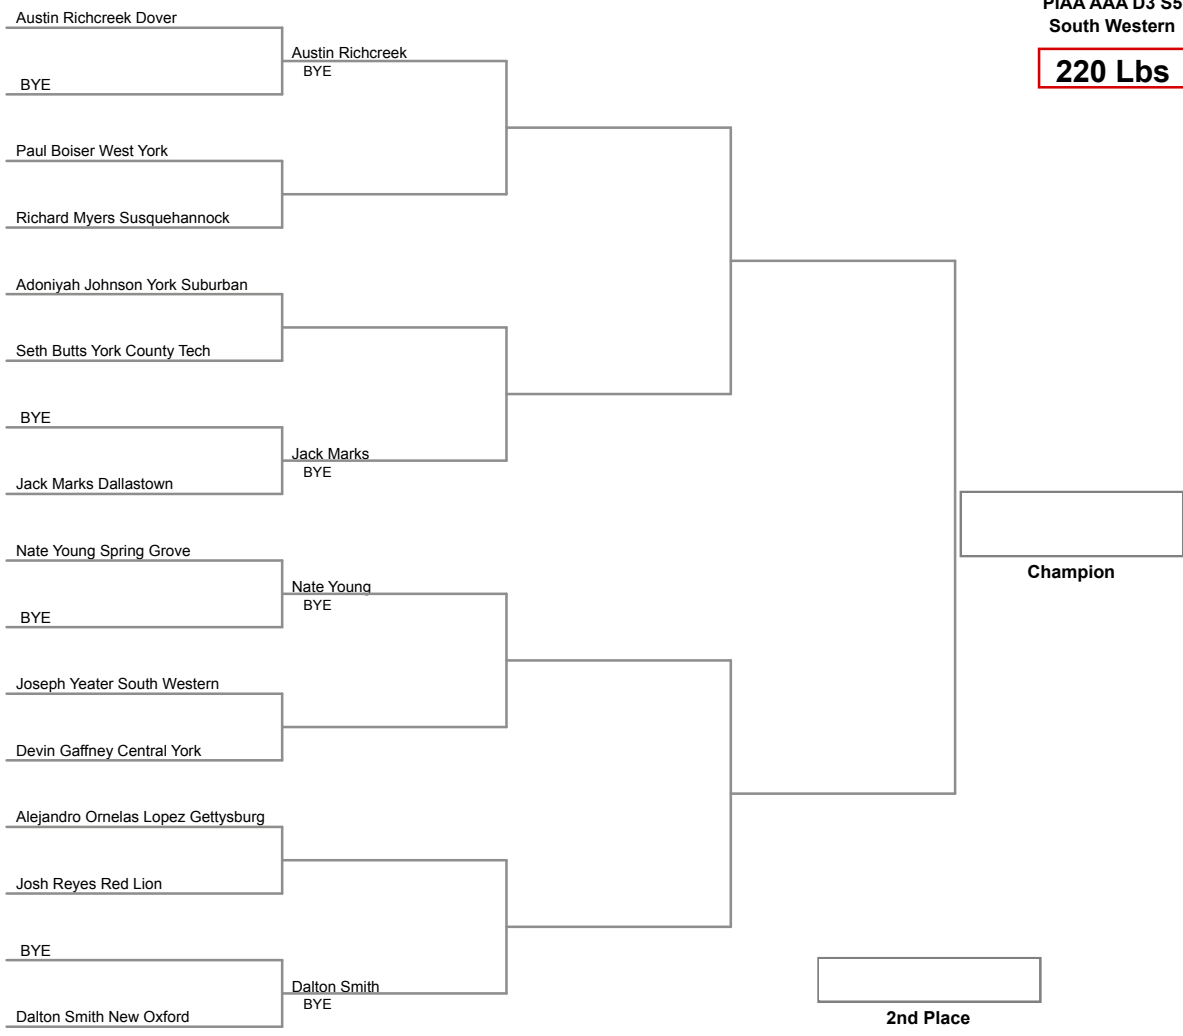 PIAA AAA D3 S5
South Western
220 Lbs
Austin Richcreek Dover
BYE
Austin Richcreek
BYE
Paul Boiser West York
Richard Myers Susquehannock
Adoniyah Johnson York Suburban
Seth Butts York County Tech
BYE
Jack Marks Dallastown
Jack Marks
BYE
Nate Young Spring Grove
BYE
Nate Young
BYE
Joseph Yeater South Western
Devin Gaffney Central York
Alejandro Ornelas Lopez Gettysburg
Josh Reyes Red Lion
BYE
Dalton Smith New Oxford
Dalton Smith
BYE
Champion
2nd Place